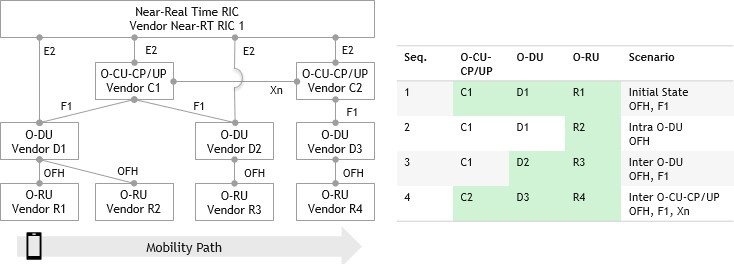 Near-Real Time RIC
Vendor Near-RT RIC 1
E2
E2
E2
E2
O-CU-CP/UP
Vendor C1
O-CU-CP/UP
Vendor C2
Xn
F1
F1
F1
O-DU
Vendor D1
O-DU
Vendor D2
O-DU
Vendor D3
OFH
OFH
OFH
OFH
O-RU
Vendor R1
O-RU
Vendor R2
O-RU
Vendor R3
O-RU
Vendor R4
Mobility Path
Seq. O-CU-CP/UP O-DU O-RU Scenario
1 C1 D1 R1 Initial State
OFH, F1
2 C1 D1 R2 Intra O-DU
OFH
3 C1 D2 R3 Inter O-DU
OFH, F1
4 C2 D3 R4 Inter O-CU-CP/UP
OFH, F1, Xn